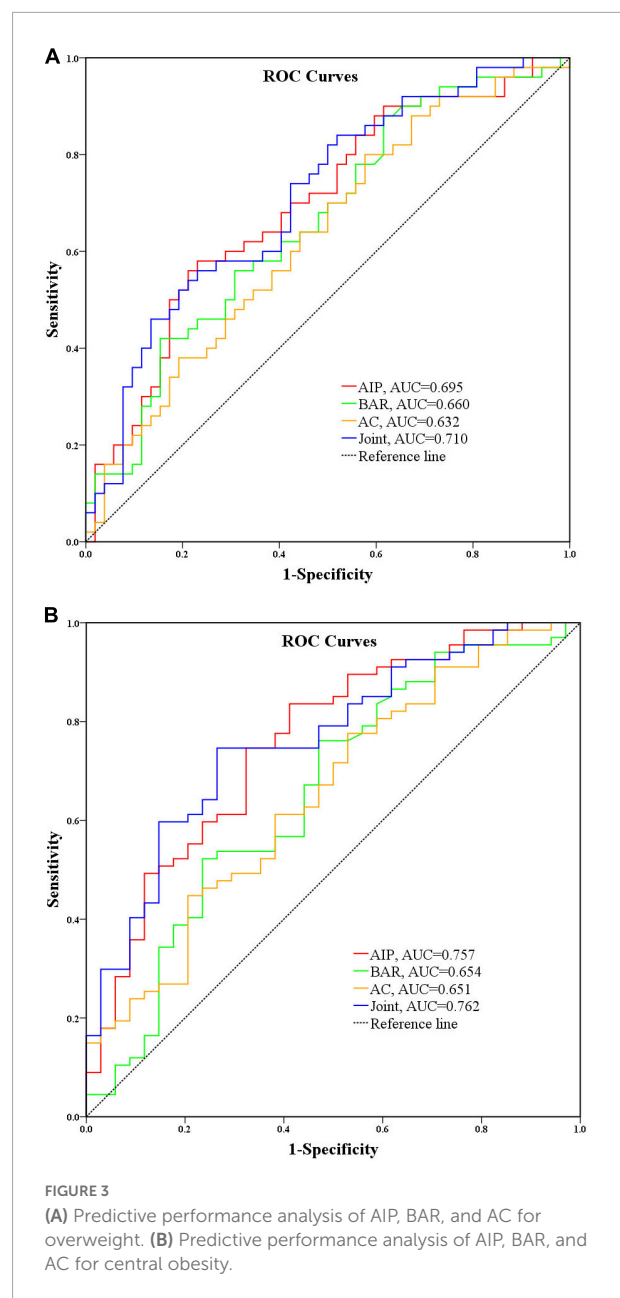 A
ROC Curves
1.0
0.8
0.6
0.4
0.2
0.0
Sensitivity
AIP, AUC=0.695
BAR, AUC=0.660
AC, AUC=0.632
Joint, AUC=0.710
Reference line
0.0 0.2 0.4 0.6 0.8 1.0
1-Specificity
B
ROC Curves
1.0
0.8
0.6
0.4
0.2
0.0
Sensitivity
AIP, AUC=0.757
BAR, AUC=0.654
AC, AUC=0.651
Joint, AUC=0.762
Reference line
0.0 0.2 0.4 0.6 0.8 1.0
1-Specificity
FIGURE 3
(A) Predictive performance analysis of AIP, BAR, and AC for
overweight. (B) Predictive performance analysis of AIP, BAR, and
AC for central obesity.